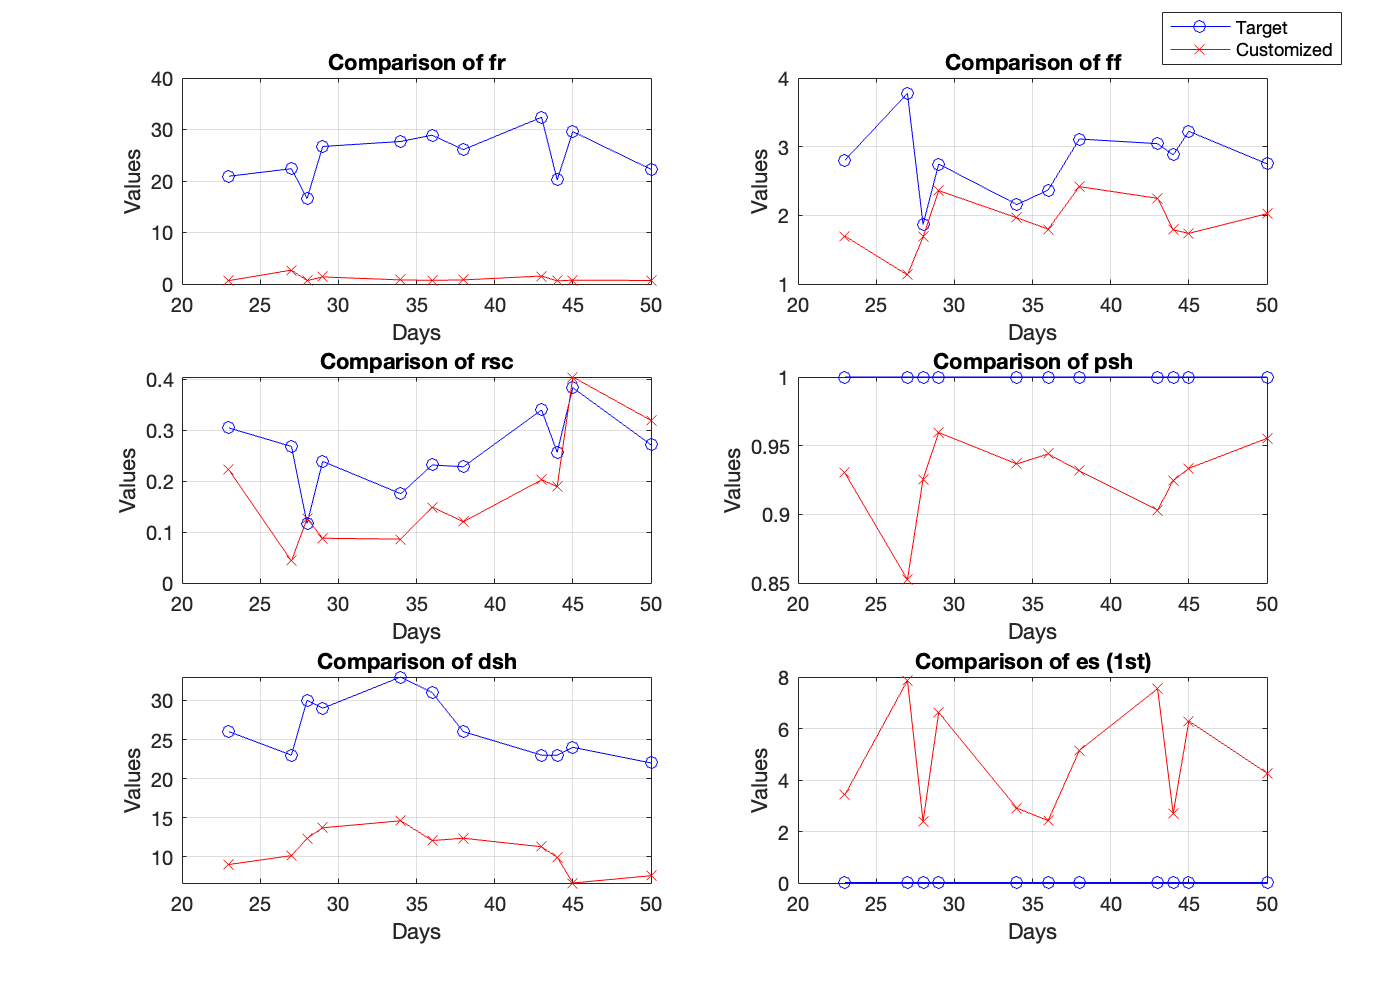 Target
Customized
Comparison of fr
40
30
20
10
0
Values
20 25 30 35 40 45 50
Days
Comparison of ff
4
3
2
1
Values
20 25 30 35 40 45 50
Days
Comparison of rsc
0.4
0.3
0.2
0.1
0
Values
20 25 30 35 40 45 50
Days
Comparison of psh
1
0.95
0.9
0.85
Values
20 25 30 35 40 45 50
Days
Comparison of dsh
30
25
20
15
10
Values
20 25 30 35 40 45 50
Days
Comparison of es (1st)
8
6
4
2
0
Values
20 25 30 35 40 45 50
Days